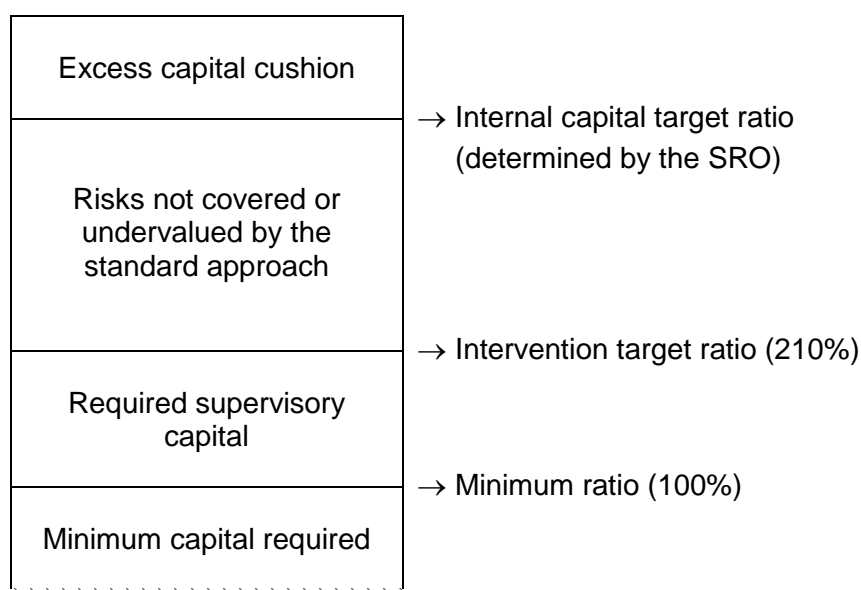 Excess capital cushion
→ Internal capital target ratio
(determined by the SRO)
Risks not covered or
undervalued by the
standard approach
→ Intervention target ratio (210%)
Required supervisory
capital
→ Minimum ratio (100%)
Minimum capital required